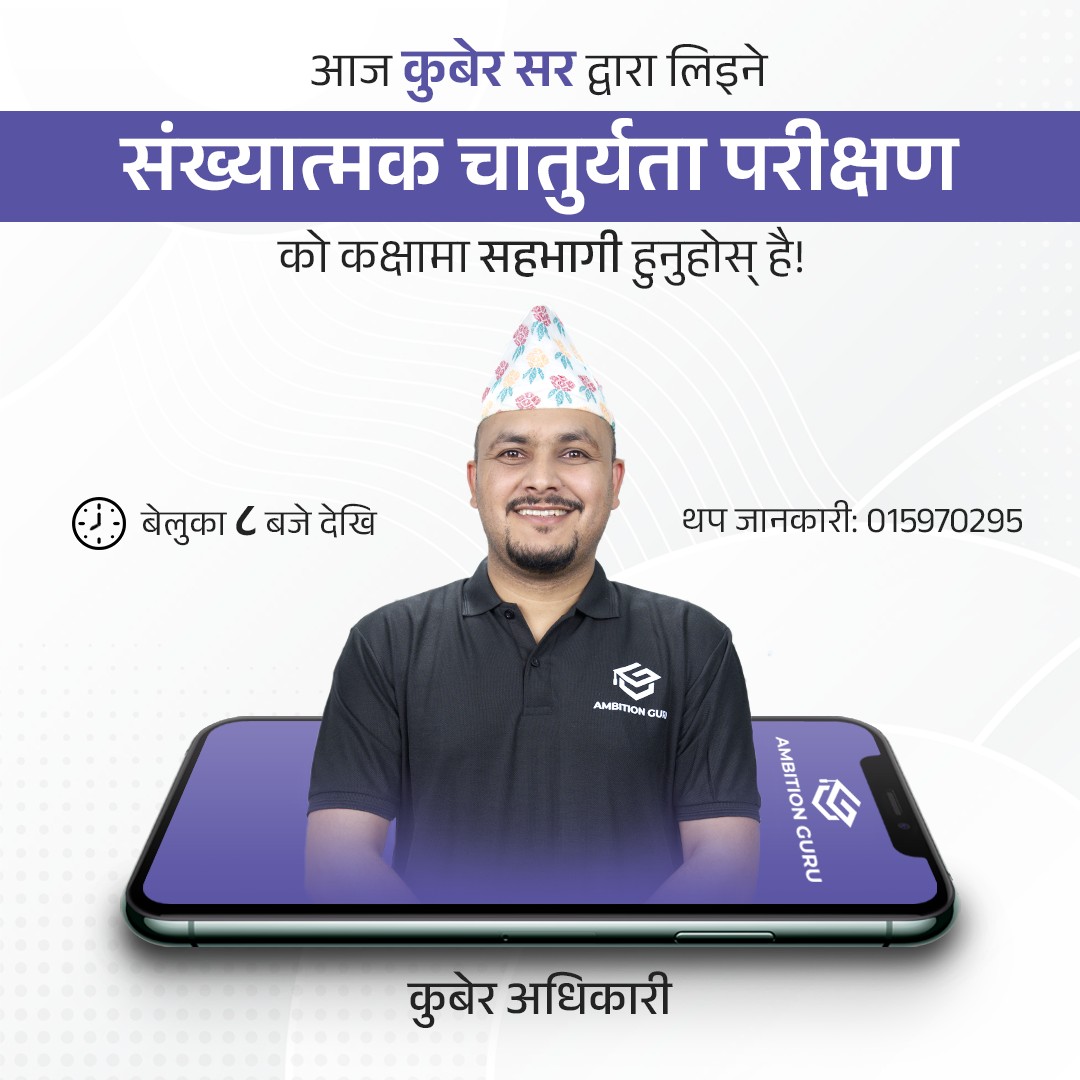 आज कुबेर सर द्वारा लिइने
संख्यात्मक चातुर्यता परीक्षण
को कक्षामा सहभागी हुनुहोस् है!
बेलुका ८ बजे देखि
थप जानकारी: 015970295
AMBITION GURU
AMBITION GURU
कुबेर अधिकारी